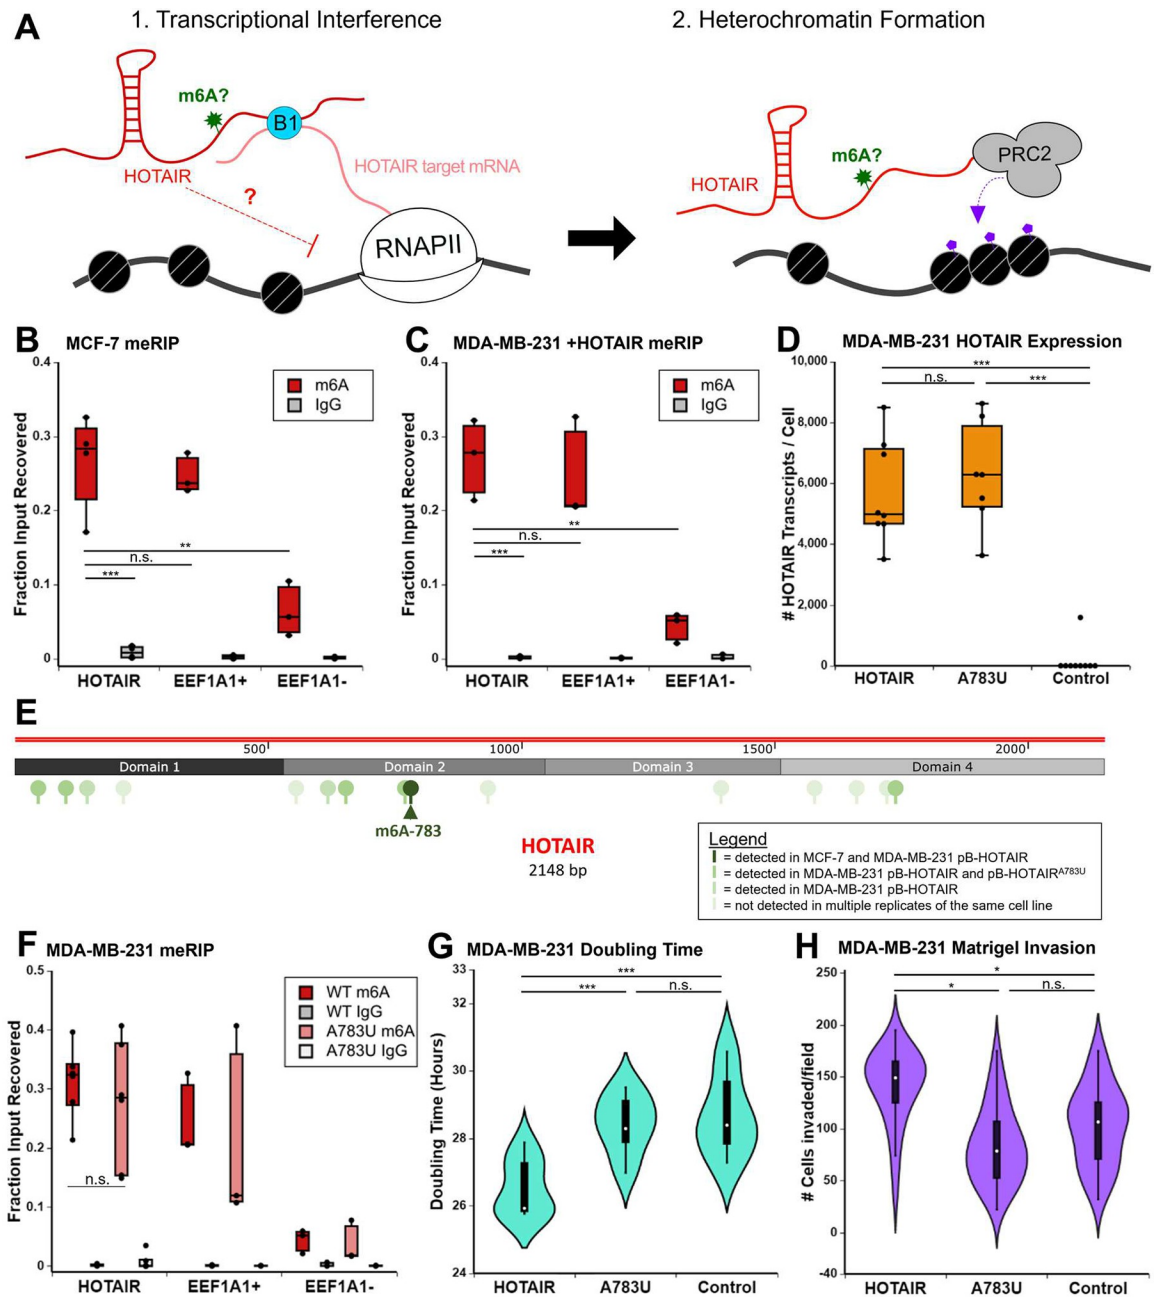 A
1. Transcriptional Interference
2. Heterochromatin Formation
m6A?
B1
HOTAIR
HOTAIR target mRNA
?
RNAPII
m6A?
HOTAIR
PRC2
B
MCF-7 meRIP
Fraction Input Recovered
0.4
0.3
0.2
0.1
0
m6A
IgG
**
n.s.
***
HOTAIR
EEF1A1+
EEF1A1-
C
MDA-MB-231 +HOTAIR meRIP
Fraction Input Recovered
0.4
0.3
0.2
0.1
0
m6A
IgG
**
n.s.
***
HOTAIR
EEF1A1+
EEF1A1-
D
MDA-MB-231 HOTAIR Expression
# HOTAIR Transcripts / Cell
10,000
8,000
6,000
4,000
2,000
0
***
n.s.
***
HOTAIR
A783U
Control
E
500
1000
1500
2000
Domain 1
Domain 2
Domain 3
Domain 4
m6A-783
HOTAIR
2148 bp
Legend
= detected in MCF-7 and MDA-MB-231 pB-HOTAIR
= detected in MDA-MB-231 pB-HOTAIR and pB-HOTAIRA783U
= detected in MDA-MB-231 pB-HOTAIR
= not detected in multiple replicates of the same cell line
F
MDA-MB-231 meRIP
Fraction Input Recovered
0.5
0.4
0.3
0.2
0.1
0
WT m6A
WT IgG
A783U m6A
A783U IgG
n.s.
HOTAIR
EEF1A1+
EEF1A1-
G
MDA-MB-231 Doubling Time
Doubling Time (Hours)
33
32
30
28
26
24
***
***
n.s.
HOTAIR
A783U
Control
H
MDA-MB-231 Matrigel Invasion
# Cells invaded/field
250
200
150
100
50
0
-40
*
*
n.s.
HOTAIR
A783U
Control